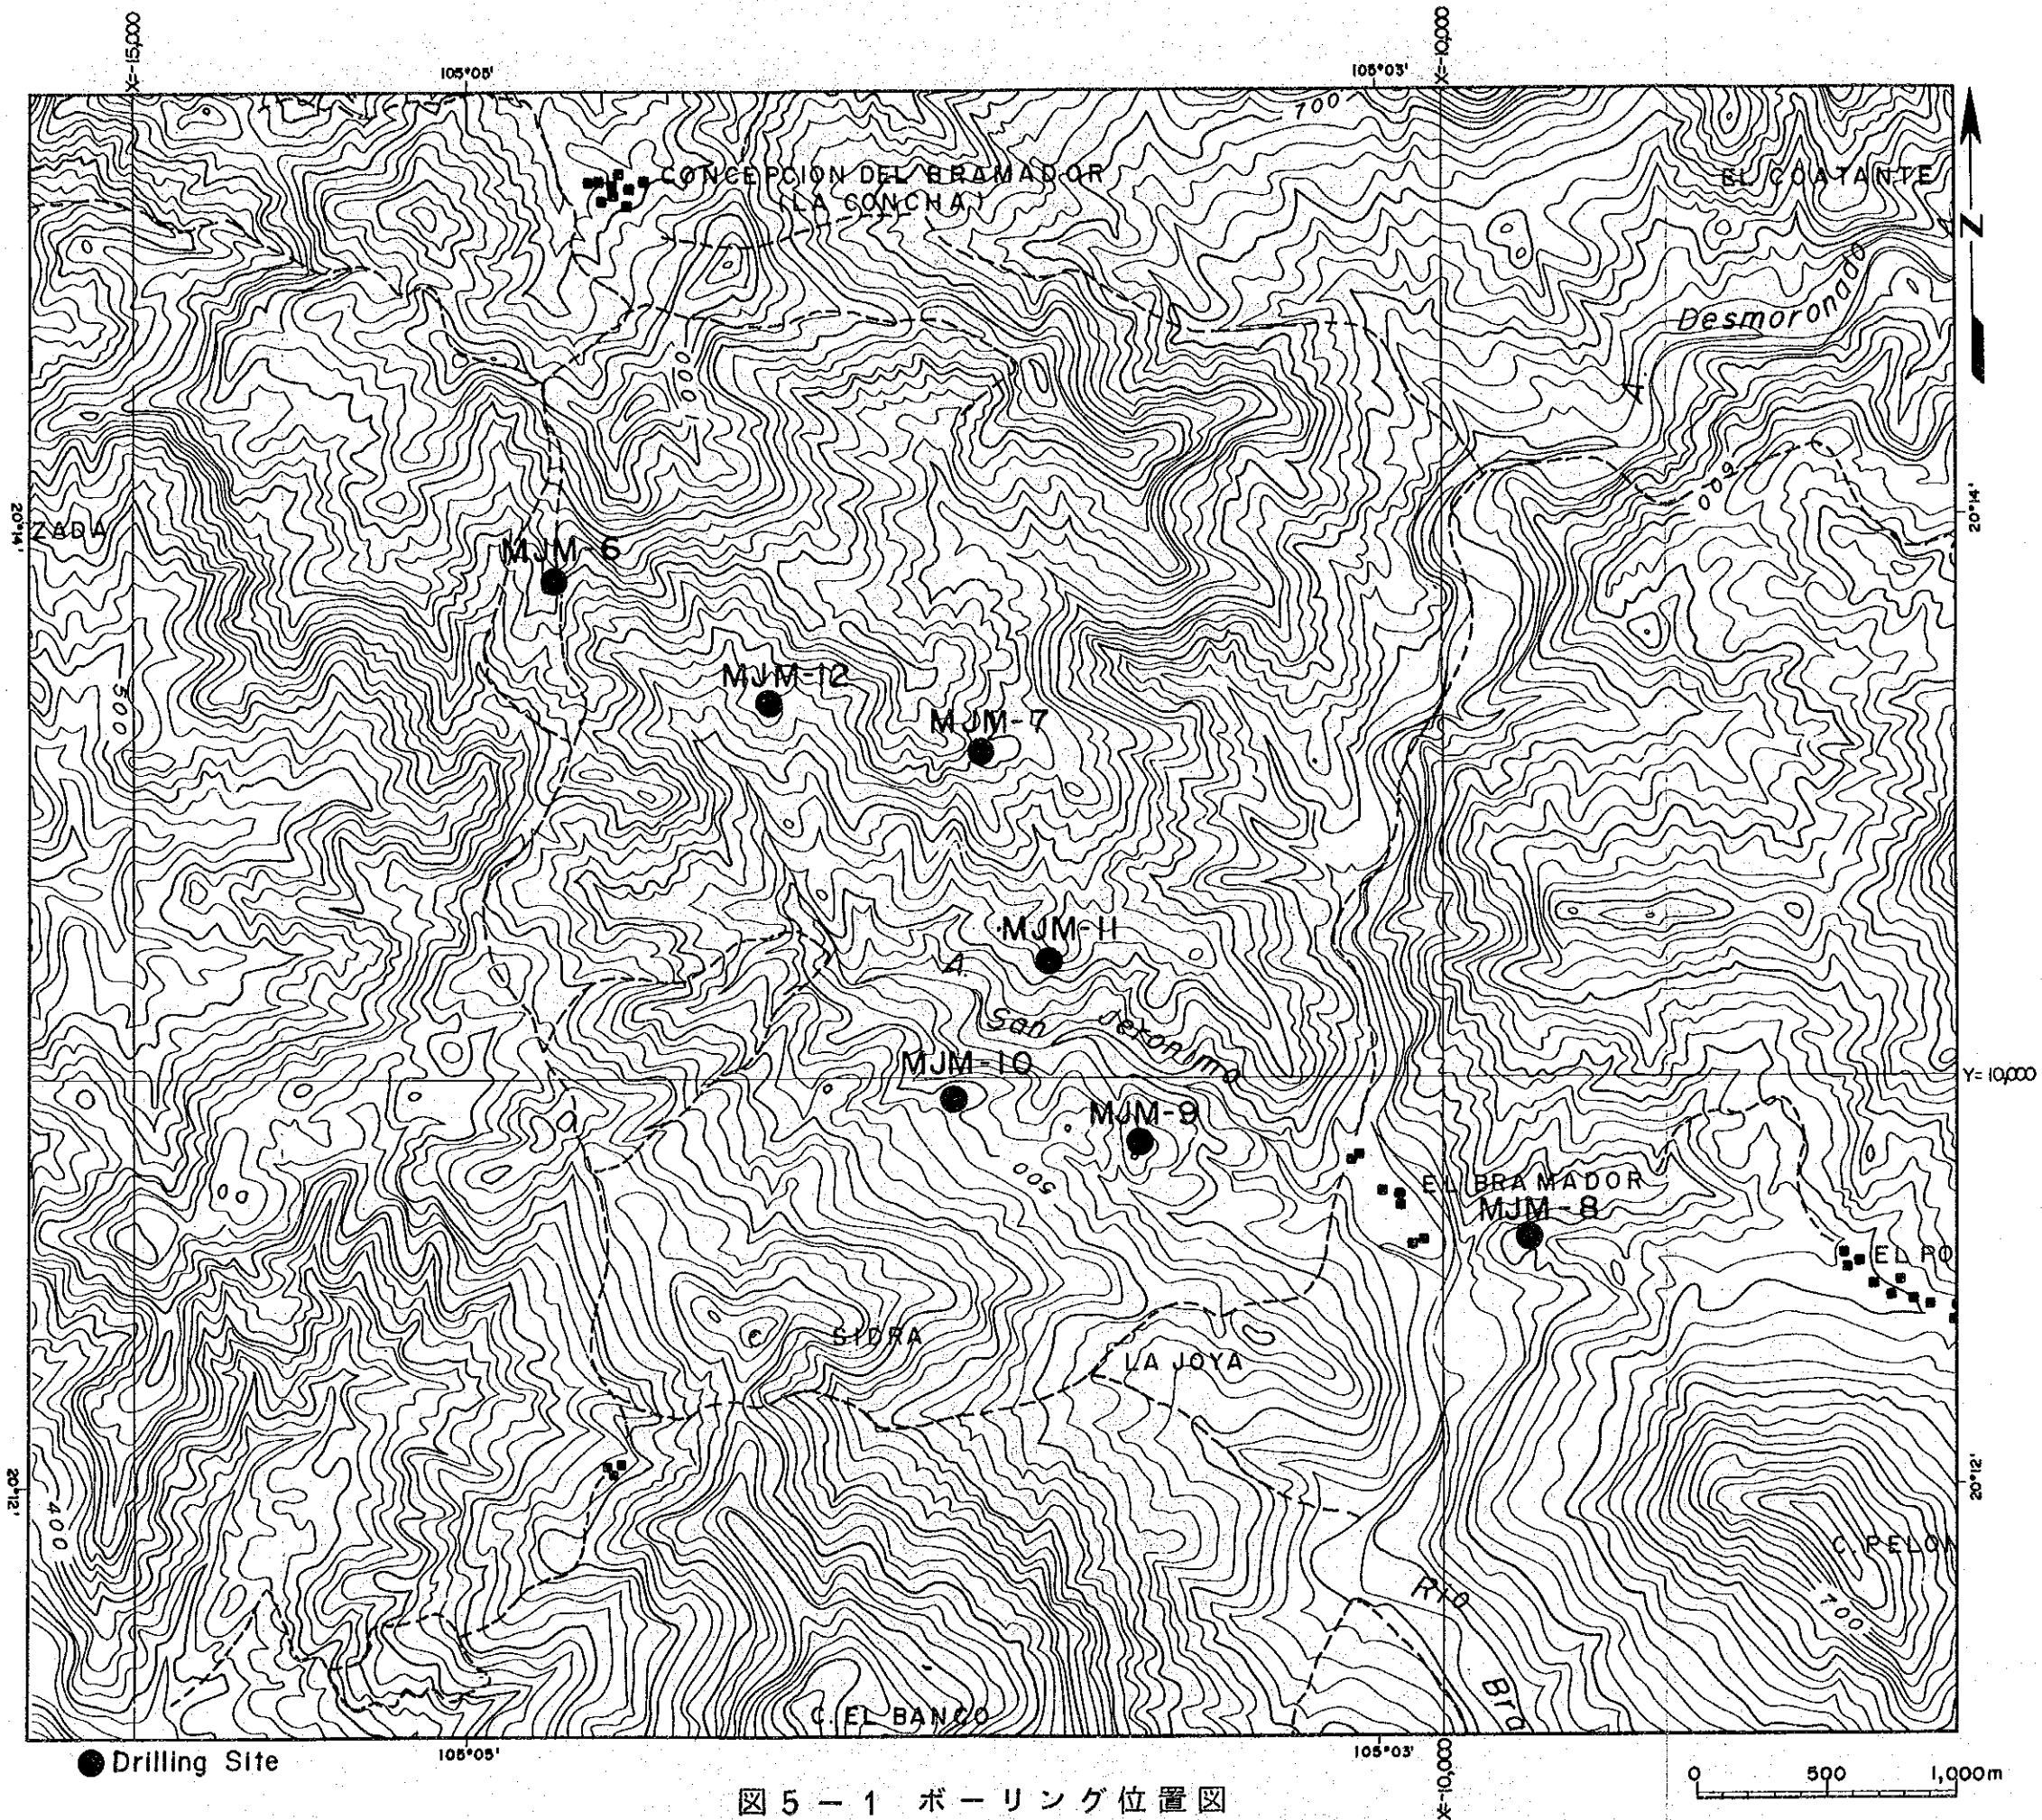 X=-15,000
X=-10,000
105°05'
105°03'
700
CONCEPCION DEL BRAMADOR
(LA CONCHA)
EL COATANTE
N
A. Desmoronado
1000
600
20°14'
20°14'
ZADA
MJM-6
MJM-12
500
MJM-7
MJM-11
A. San Jeronimo
MJM-10
Y=10,000
MJM-9
500
EL BRAMADOR
MJM-8
EL PO
SIDRA
LA JOYA
20°12'
20°12'
400
C. PELON
Rio Bra
700
C. EL BANCO
Drilling Site
105°05'
105°03'
X=-10,000
0 500 1,000m
図5-1 ボーリング位置図